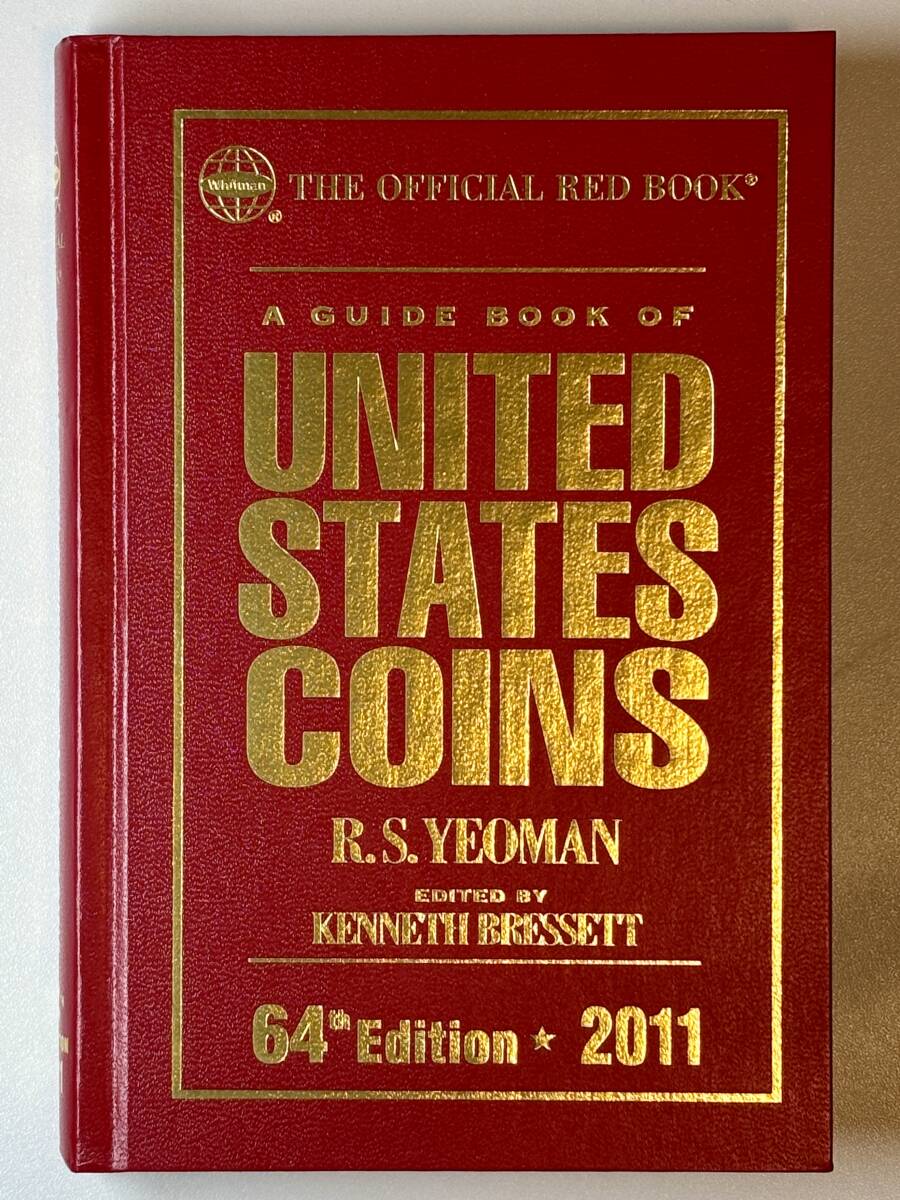 Whitman
® THE OFFICIAL RED BOOK®
A GUIDE BOOK OF
UNITED
STATES
COINS
R.S. YEOMAN
EDITED BY
KENNETH BRESSETT
64th Edition ★ 2011